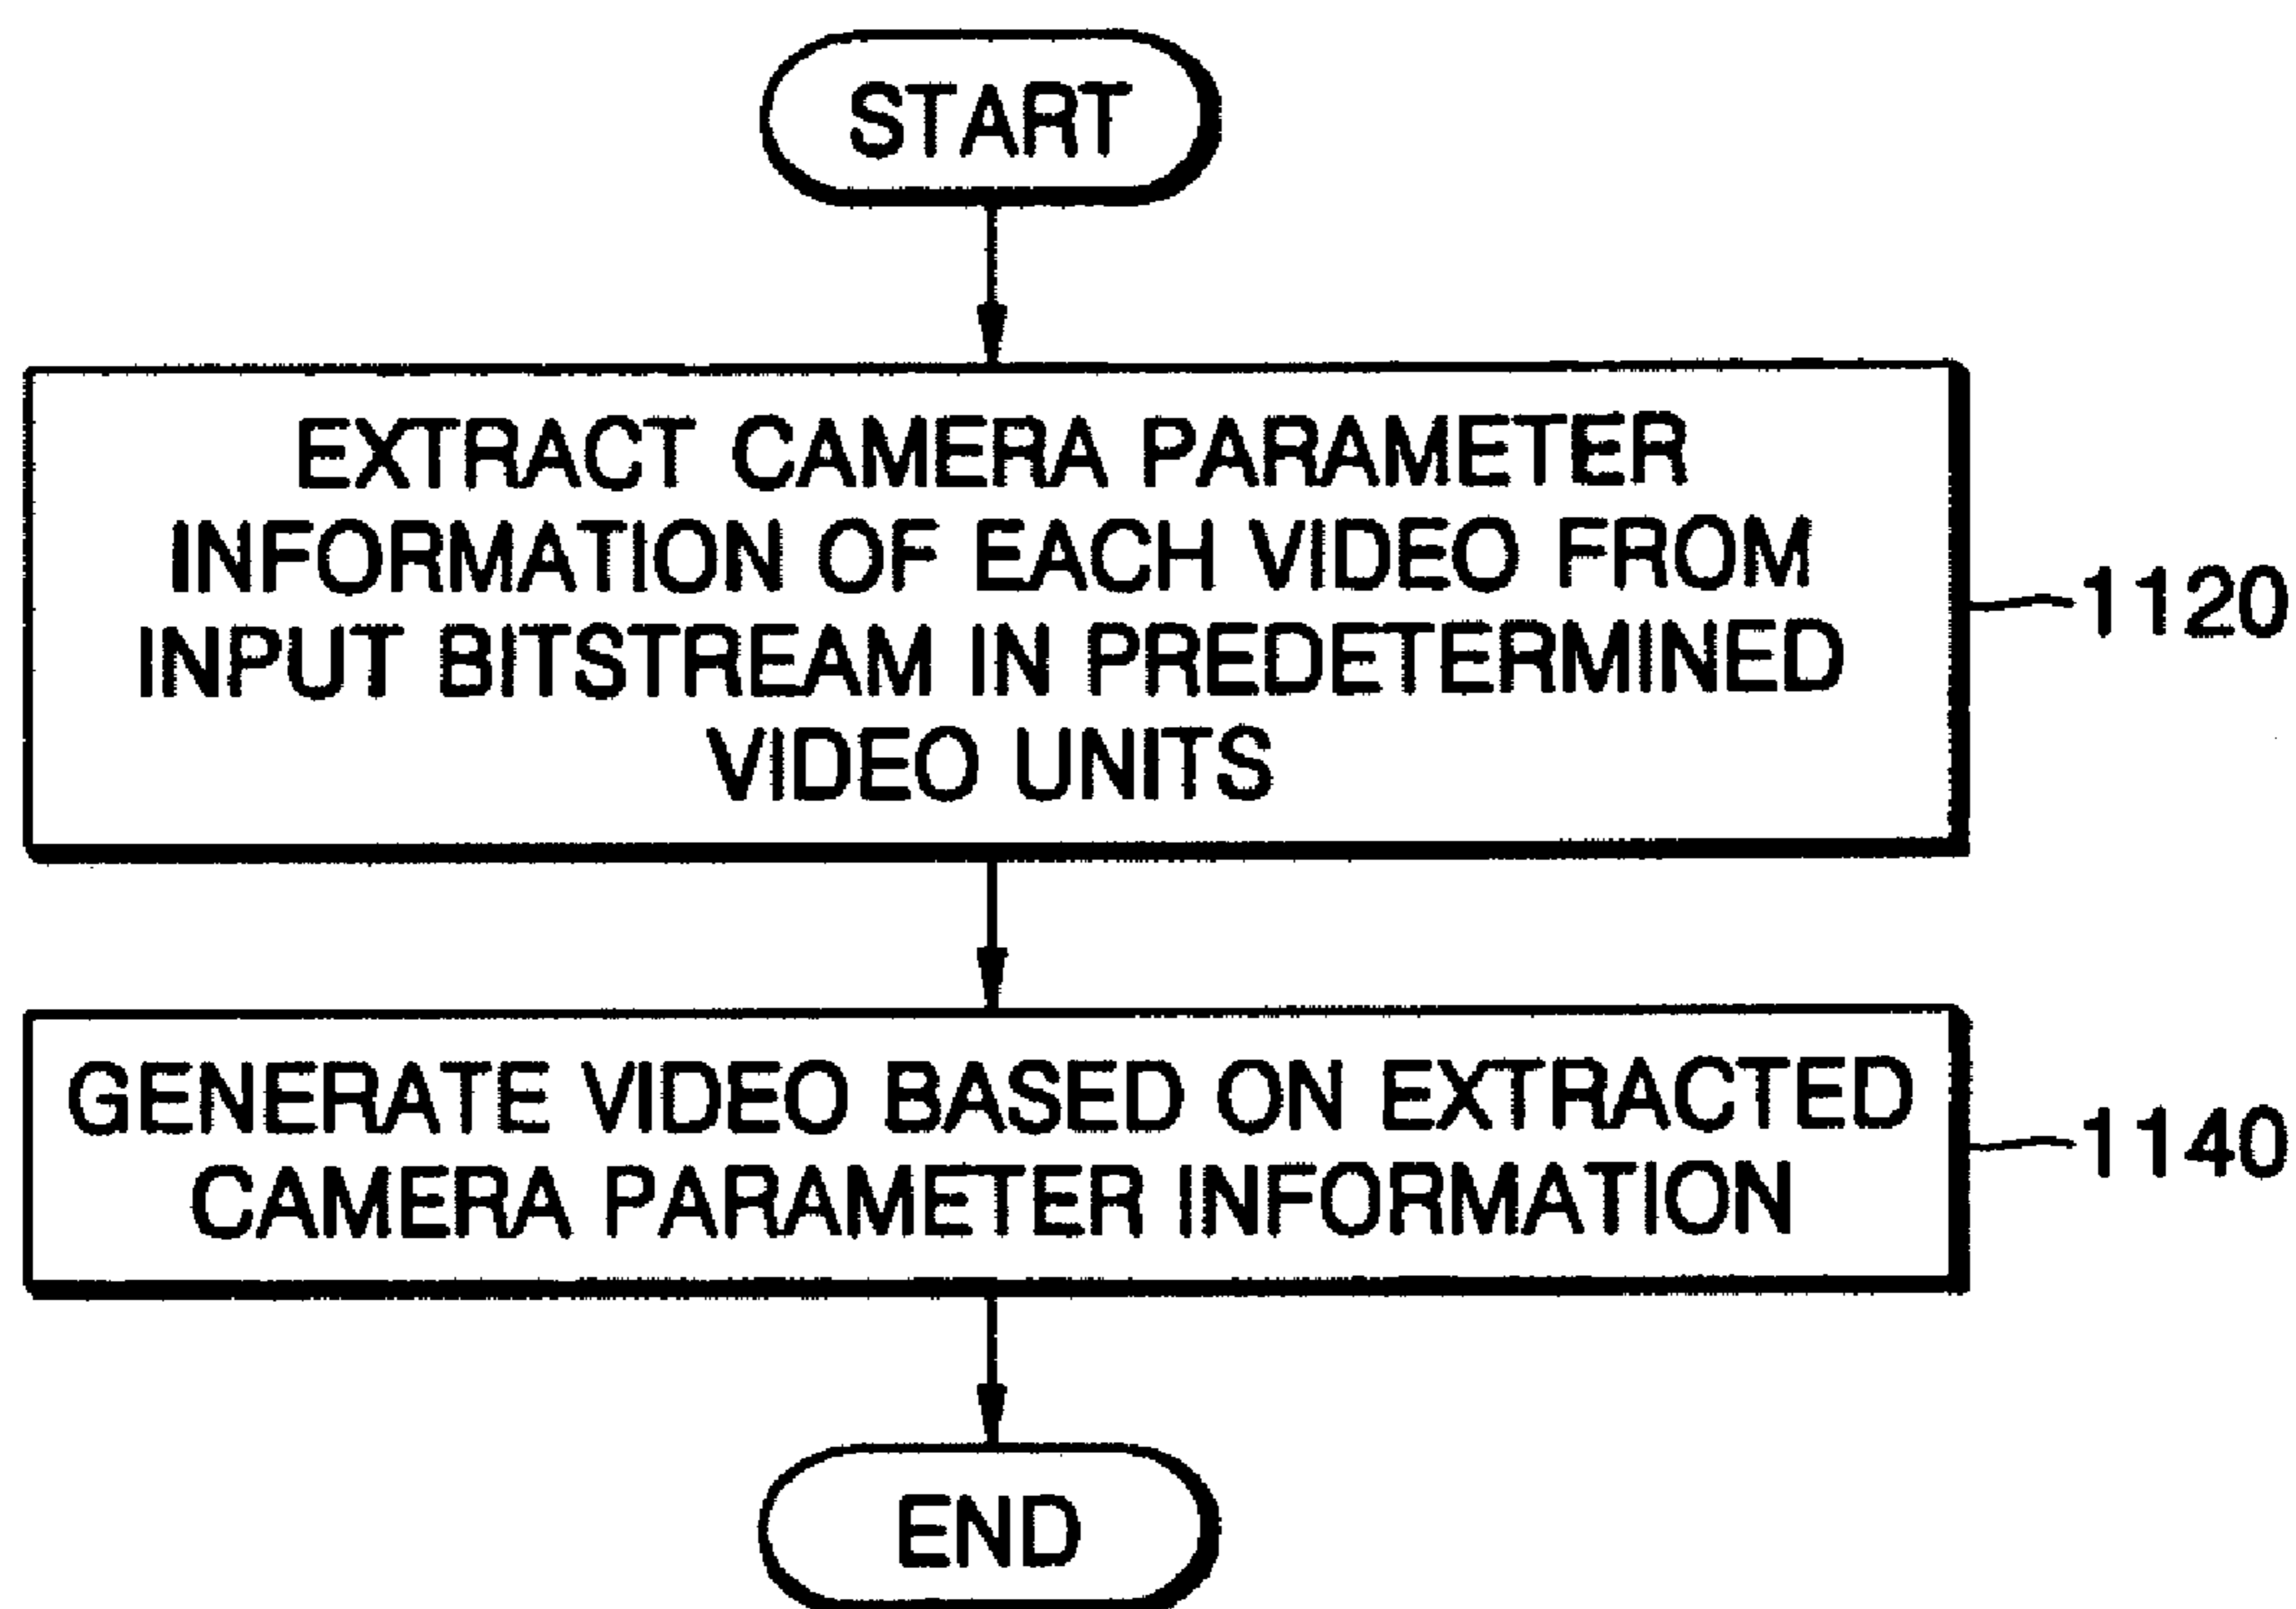 START
EXTRACT CAMERA PARAMETER
INFORMATION OF EACH VIDEO FROM
INPUT BITSTREAM IN PREDETERMINED
VIDEO UNITS
1120
GENERATE VIDEO BASED ON EXTRACTED
CAMERA PARAMETER INFORMATION
1140
END